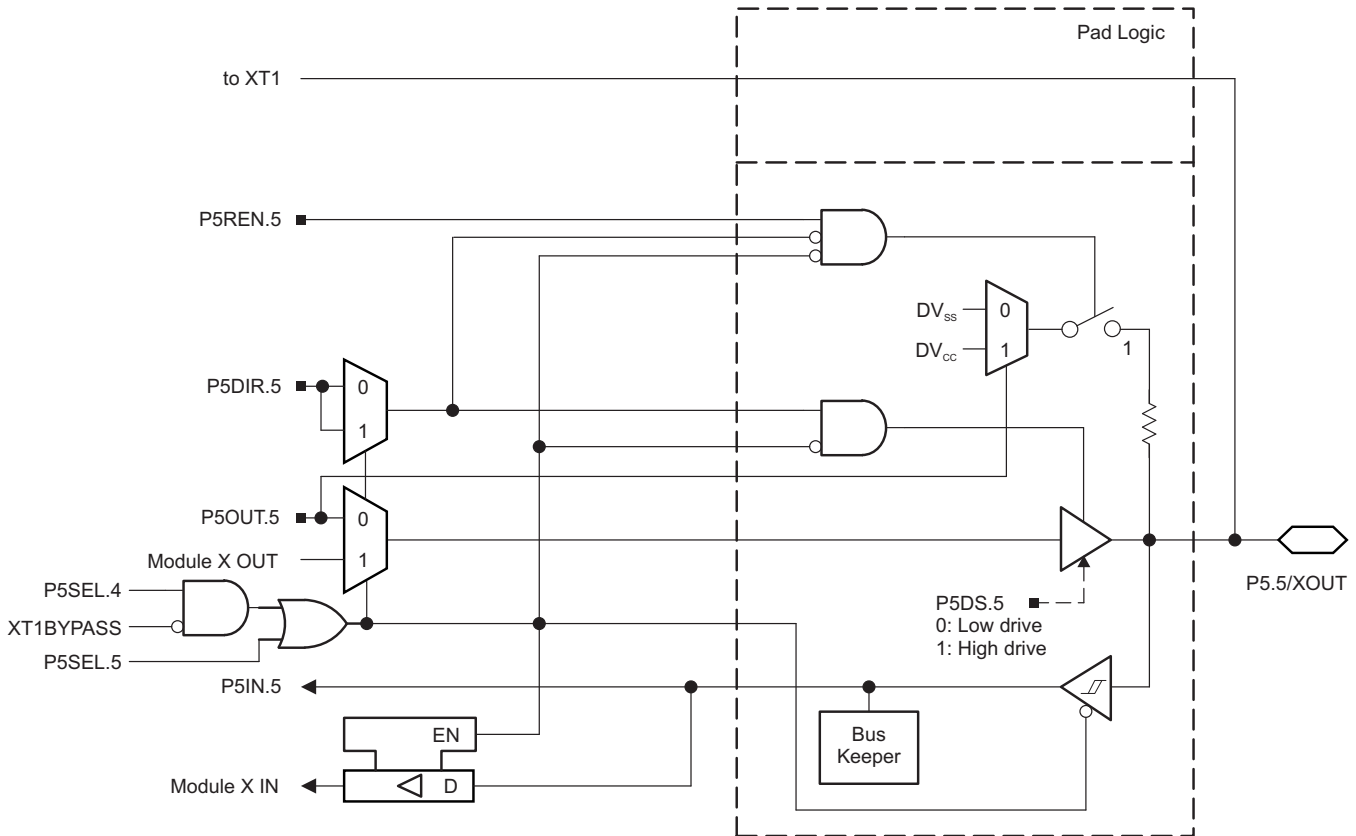 Pad Logic
to XT1
P5REN.5
DVSS
0
DVCC
1
1
P5DIR.5
0
1
P5OUT.5
0
Module X OUT
1
P5SEL.4
XT1BYPASS
P5SEL.5
P5.5/XOUT
P5DS.5
0: Low drive
1: High drive
P5IN.5
EN
Bus
Keeper
Module X IN
D